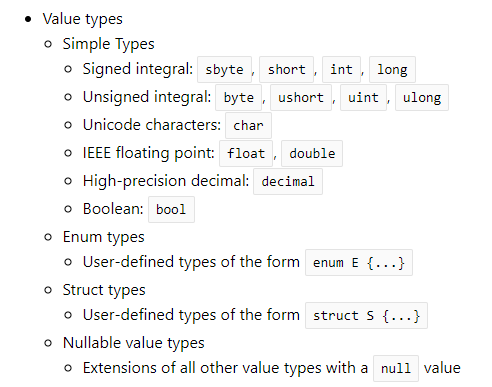 Value types
Simple Types
Signed integral: sbyte, short, int, long
Unsigned integral: byte, ushort, uint, ulong
Unicode characters: char
IEEE floating point: float, double
High-precision decimal: decimal
Boolean: bool
Enum types
User-defined types of the form enum E {...}
Struct types
User-defined types of the form struct S {...}
Nullable value types
Extensions of all other value types with a null value